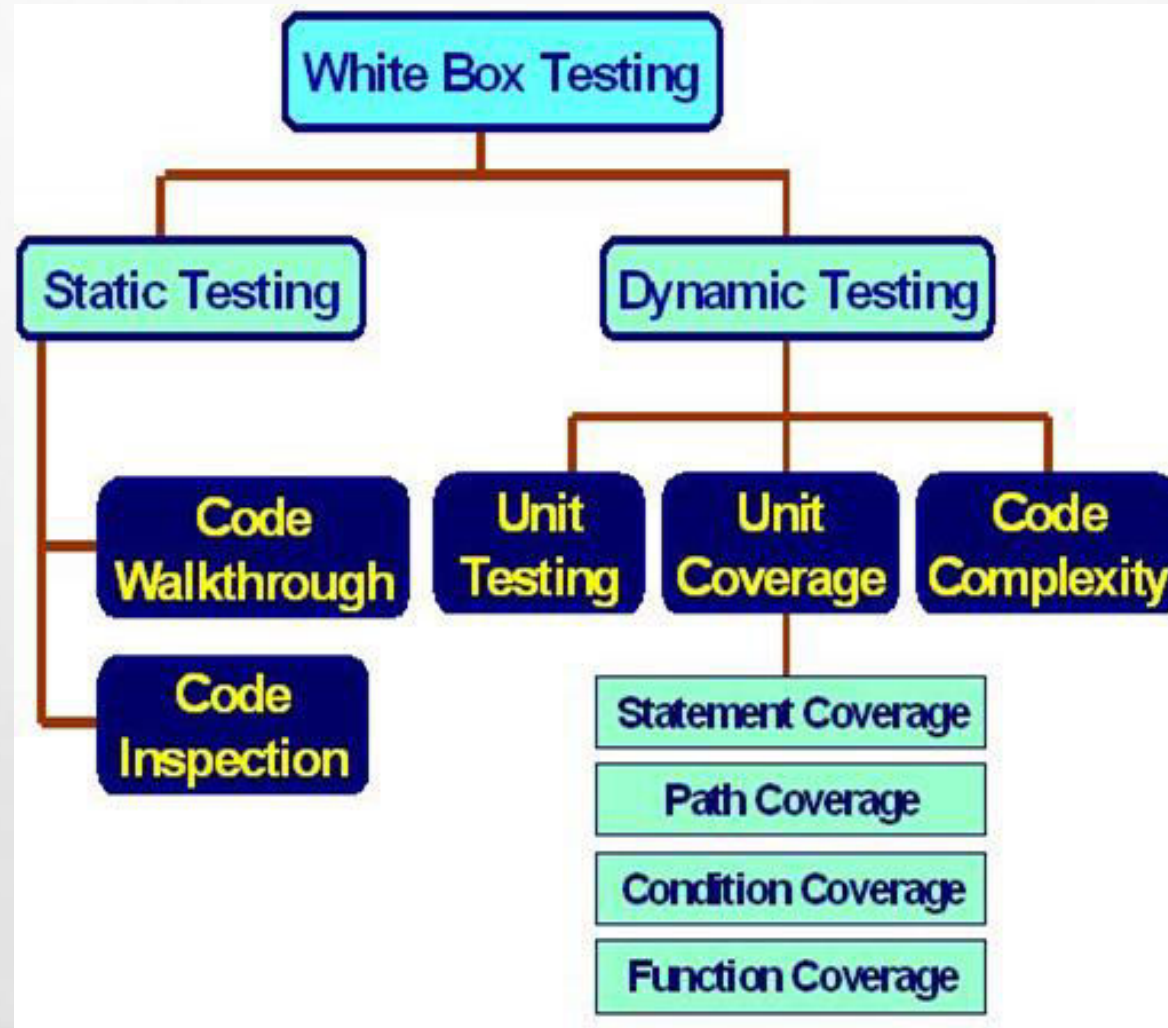 White Box Testing
Static Testing
Dynamic Testing
Code
Walkthrough
Code
Inspection
Unit
Testing
Unit
Coverage
Code
Complexity
Statement Coverage
Path Coverage
Condition Coverage
Function Coverage